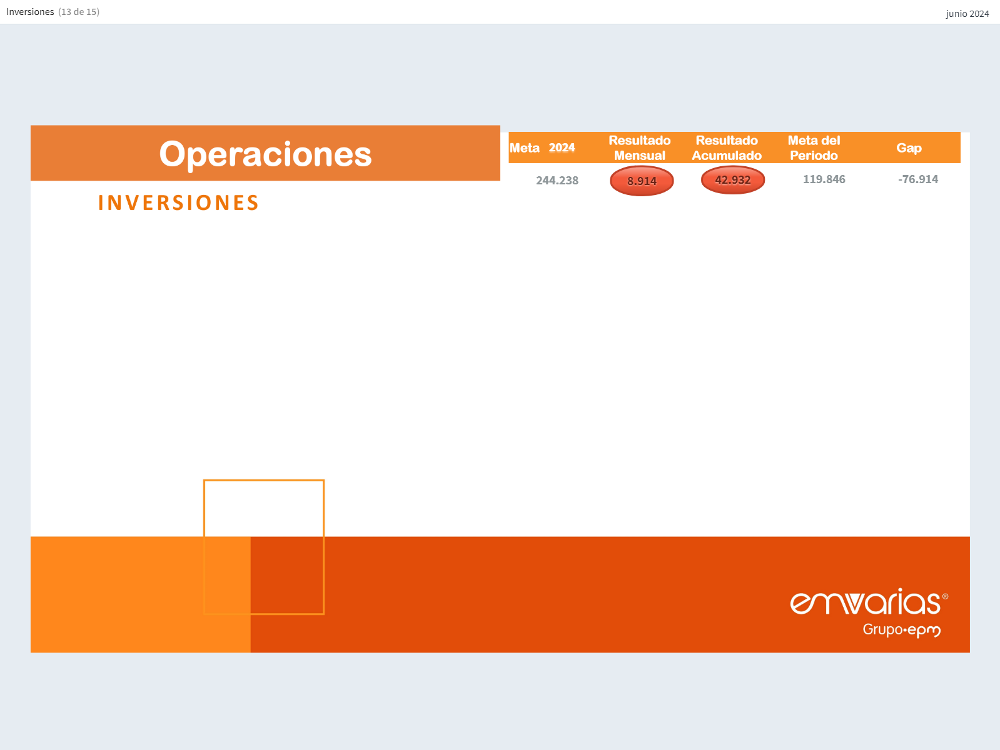 Inversiones (13 de 15)
junio 2024
Operaciones
Meta 2024
Resultado Mensual
Resultado Acumulado
Meta del Periodo
Gap
244.238
8.914
42.932
119.846
-76.914
INVERSIONES
emvarias®
Grupo·epm